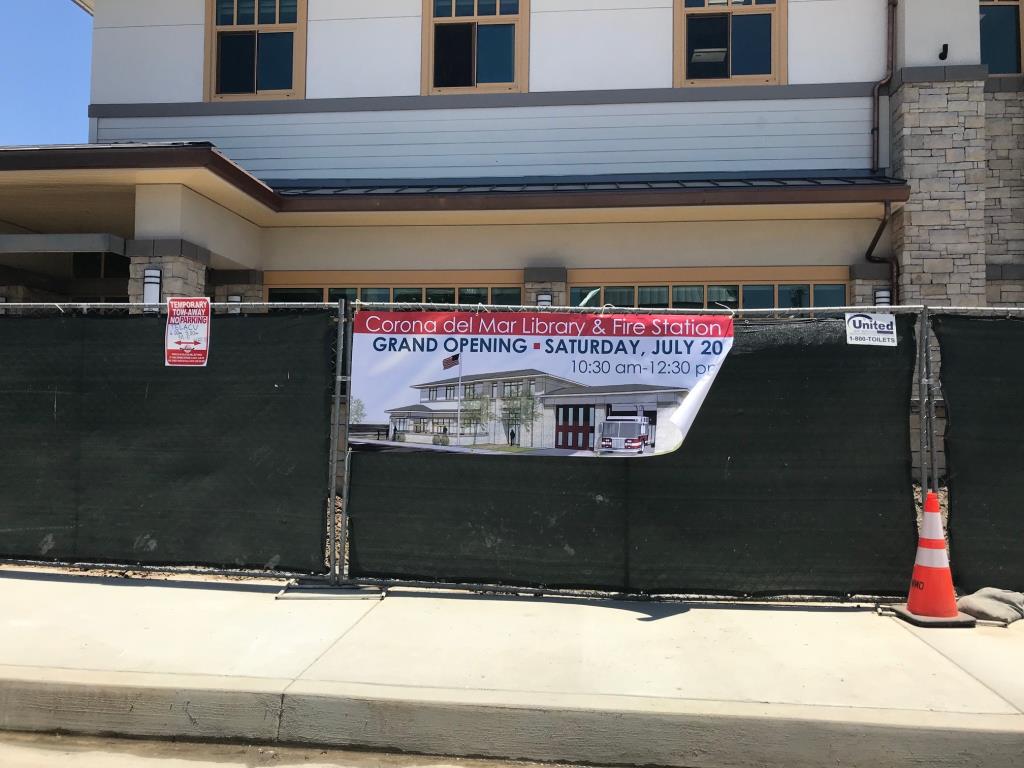 TEMPORARY
TOW-AWAY
NO PARKING
TELACU
Corona del Mar Library & Fire Station
GRAND OPENING ▪ SATURDAY, JULY 20
10:30 am-12:30 pm
United
1-800-TOILETS